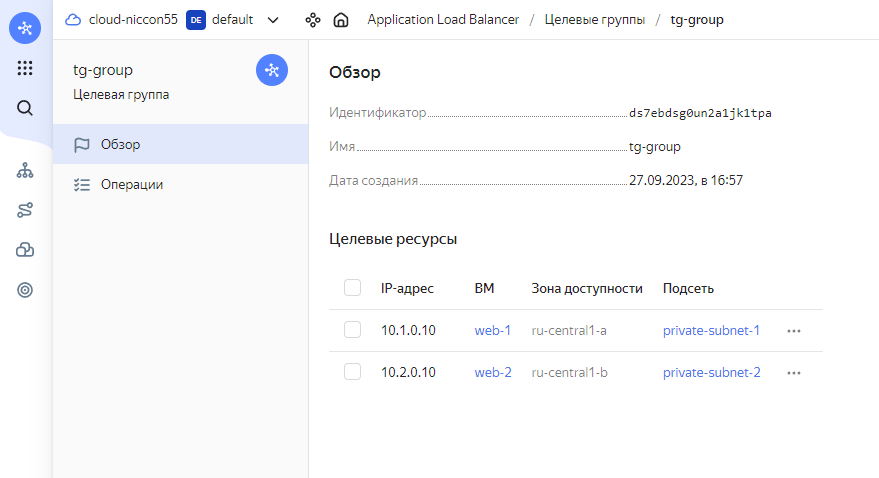 cloud-niccon55 DE default Application Load Balancer / Целевые группы / tg-group
tg-group
Целевая группа
Обзор
Операции
Обзор
Идентификатор ds7ebdsg0un2a1jk1tpa
Имя tg-group
Дата создания 27.09.2023, в 16:57
Целевые ресурсы
IP-адрес ВМ Зона доступности Подсеть
10.1.0.10 web-1 ru-central1-a private-subnet-1
10.2.0.10 web-2 ru-central1-b private-subnet-2